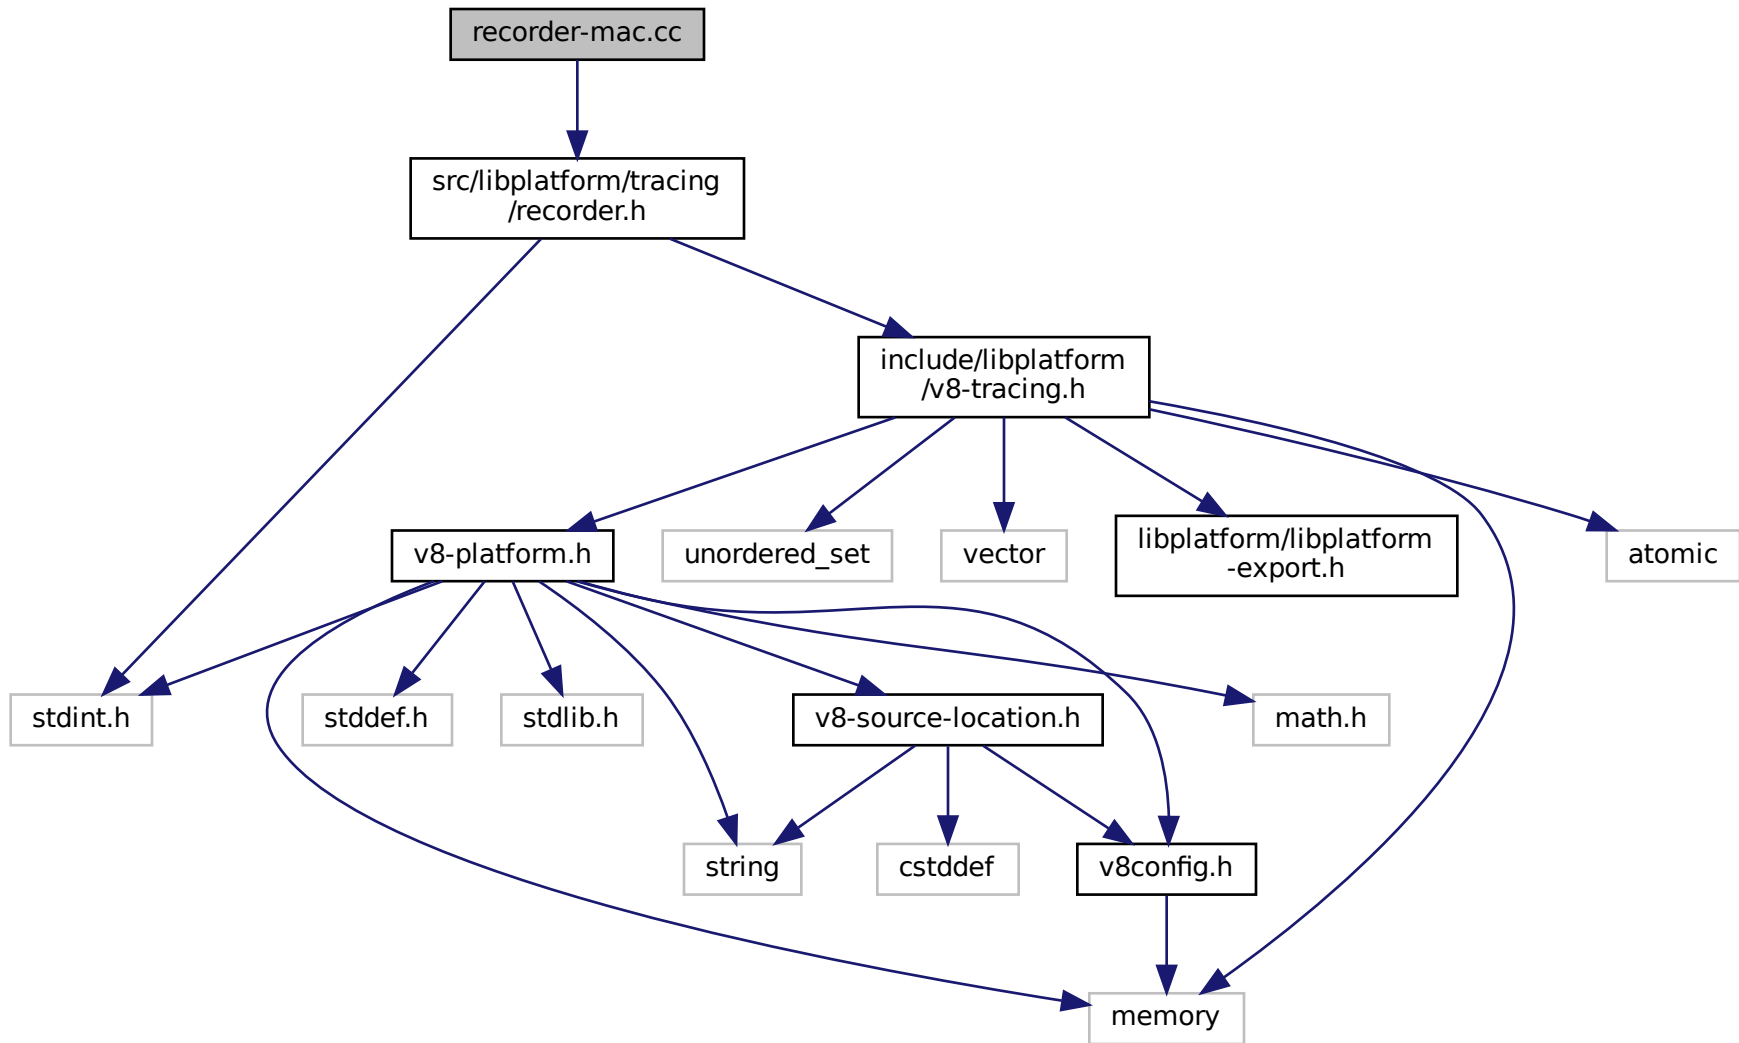 recorder-mac.cc
src/libplatform/tracing
/recorder.h
include/libplatform
/v8-tracing.h
v8-platform.h
unordered_set
vector
libplatform/libplatform
-export.h
atomic
stdint.h
stddef.h
stdlib.h
v8-source-location.h
math.h
string
cstddef
v8config.h
memory